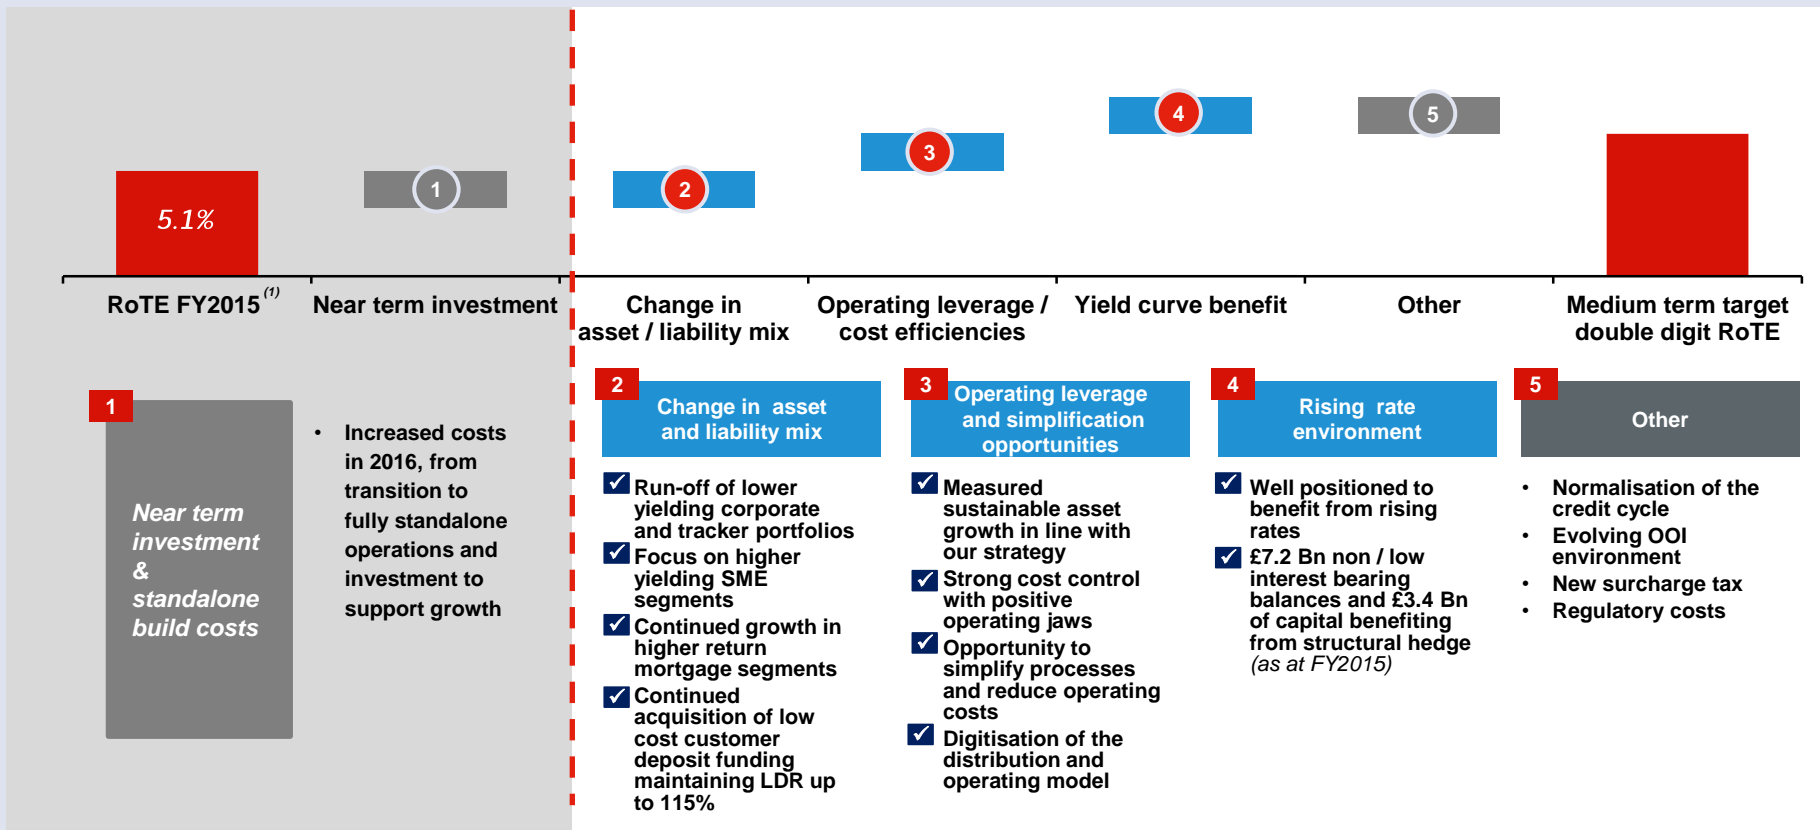 5.1%
1
2
3
4
5
RoTE FY2015 (1)
Near term investment
Change in
asset / liability mix
Operating leverage /
cost efficiencies
Yield curve benefit
Other
Medium term target
double digit RoTE
1
Near term
investment
&
standalone
build costs
• Increased costs
in 2016, from
transition to
fully standalone
operations and
investment to
support growth
2
Change in asset
and liability mix
Run-off of lower
yielding corporate
and tracker portfolios
Focus on higher
yielding SME
segments
Continued growth in
higher return
mortgage segments
Continued
acquisition of low
cost customer
deposit funding
maintaining LDR up
to 115%
3
Operating leverage
and simplification
opportunities
Measured
sustainable asset
growth in line with
our strategy
Strong cost control
with positive
operating jaws
Opportunity to
simplify processes
and reduce operating
costs
Digitisation of the
distribution and
operating model
4
Rising rate
environment
Well positioned to
benefit from rising
rates
£7.2 Bn non / low
interest bearing
balances and £3.4 Bn
of capital benefiting
from structural hedge
(as at FY2015)
5
Other
• Normalisation of the
credit cycle
• Evolving OOI
environment
• New surcharge tax
• Regulatory costs